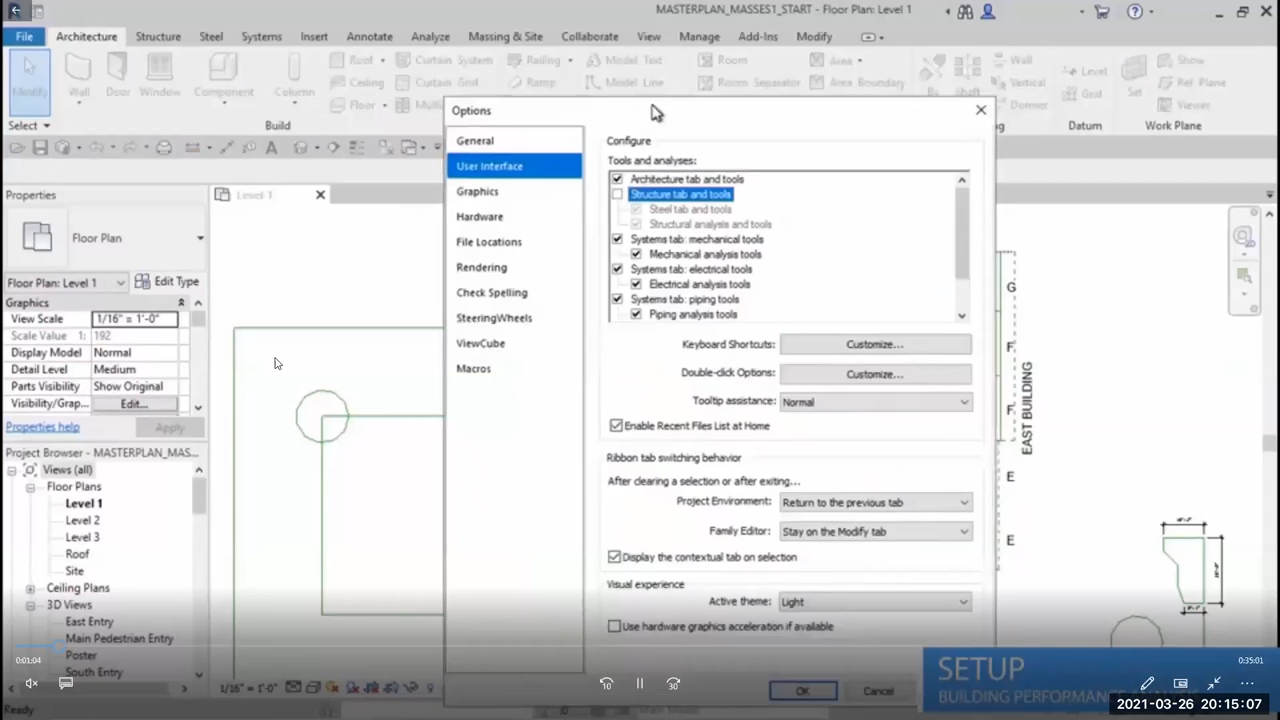 MASTERPLAN_MASSES1_START - Floor Plan: Level 1
File Architecture Structure Steel Systems Insert Annotate Analyze Massing & Site Collaborate View Manage Add-Ins Modify
Modify Wall Door Window Component Column
Roof Curtain System Railing Model Text Room Area Wall Level Show
Ceiling Curtain Grid Ramp Model Line Room Separator Area Boundary By Shaft Vertical Grid Set Ref Plane
Floor Dormer Viewer
Select Build Datum Work Plane
Properties
Level 1
Floor Plan
Floor Plan: Level 1 Edit Type
Graphics
View Scale 1/16" = 1'-0"
Scale Value 1: 192
Display Model Normal
Detail Level Medium
Parts Visibility Show Original
Visibility/Grap... Edit...
Properties help Apply
Project Browser - MASTERPLAN_MAS...
Views (all)
Floor Plans
Level 1
Level 2
Level 3
Roof
Site
Ceiling Plans
3D Views
East Entry
Main Pedestrian Entry
Poster
South Entry
Options
General
User Interface
Graphics
Hardware
File Locations
Rendering
Check Spelling
SteeringWheels
ViewCube
Macros
Configure
Tools and analyses:
Architecture tab and tools
Structure tab and tools
Steel tab and tools
Structural analysis and tools
Systems tab: mechanical tools
Mechanical analysis tools
Systems tab: electrical tools
Electrical analysis tools
Systems tab: piping tools
Piping analysis tools
Keyboard Shortcuts: Customize...
Double-click Options: Customize...
Tooltip assistance: Normal
Enable Recent Files List at Home
Ribbon tab switching behavior
After clearing a selection or after exiting...
Project Environment: Return to the previous tab
Family Editor: Stay on the Modify tab
Display the contextual tab on selection
Visual experience
Active theme: Light
Use hardware graphics acceleration if available
OK Cancel
G
F
F
E
E
EAST BUILDING
0:01:04
0:35:01
10
30
1/16" = 1'-0"
Ready
SETUP
BUILDING PERFORMANCE ANALYSIS
2021-03-26 20:15:07